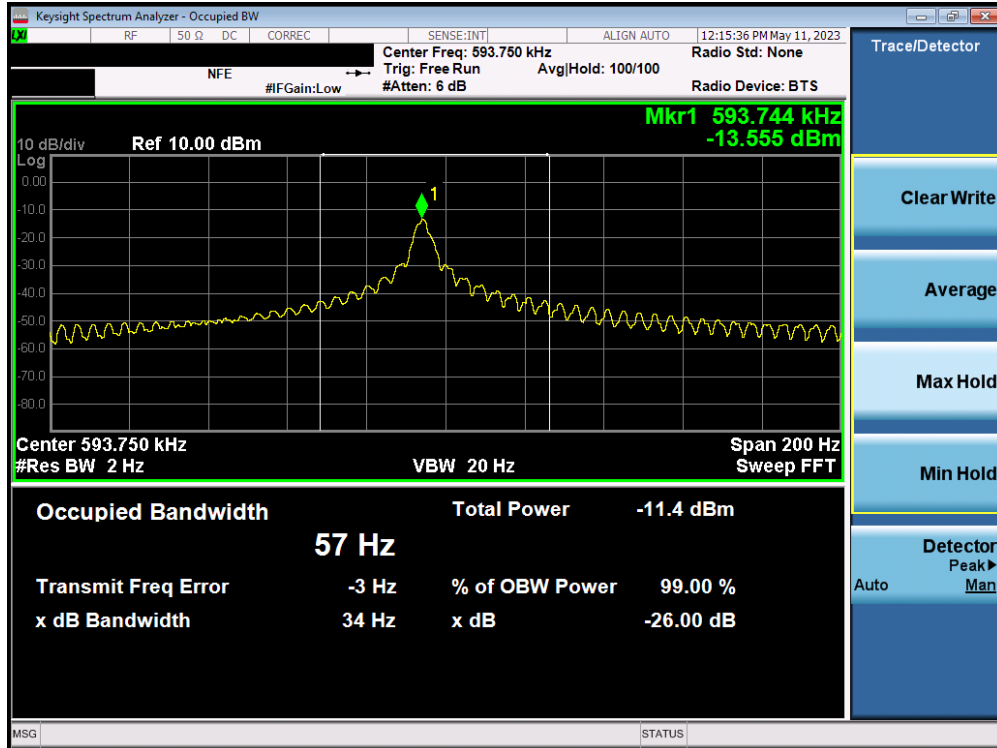 Keysight Spectrum Analyzer - Occupied BW
LXI RF 50 Ω DC CORREC SENSE:INT ALIGN AUTO 12:15:36 PM May 11, 2023
Center Freq: 593.750 kHz Radio Std: None
NFE Trig: Free Run Avg|Hold: 100/100
#IFGain:Low #Atten: 6 dB Radio Device: BTS
Mkr1 593.744 kHz
10 dB/div Ref 10.00 dBm -13.555 dBm
Log
0.00
1
-10.0
-20.0
-30.0
-40.0
-50.0
-60.0
-70.0
-80.0
Center 593.750 kHz Span 200 Hz
#Res BW 2 Hz VBW 20 Hz Sweep FFT
Occupied Bandwidth Total Power -11.4 dBm
57 Hz
Transmit Freq Error -3 Hz % of OBW Power 99.00 %
x dB Bandwidth 34 Hz x dB -26.00 dB
Trace/Detector
Clear Write
Average
Max Hold
Min Hold
Detector
Peak▶
Auto Man
MSG STATUS